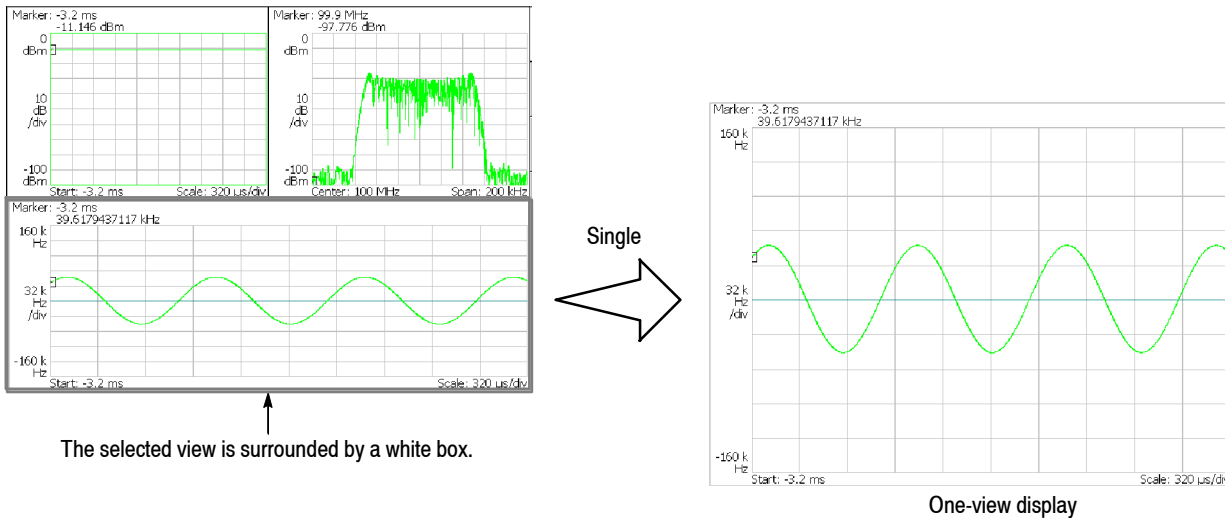 Marker: -3.2 ms
-11.146 dBm
0
dBm
10
dB
/div
-100
dBm
Start: -3.2 ms
Scale: 320 µs/div
Marker: 99.9 MHz
-97.776 dBm
0
dBm
10
dB
/div
-100
dBm
Center: 100 MHz
Span: 200 kHz
Marker: -3.2 ms
39.6179437117 kHz
160 k
Hz
32 k
Hz
/div
-160 k
Hz
Start: -3.2 ms
Scale: 320 µs/div
The selected view is surrounded by a white box.
Single
Marker: -3.2 ms
39.6179437117 kHz
160 k
Hz
32 k
Hz
/div
-160 k
Hz
Start: -3.2 ms
Scale: 320 µs/div
One-view display